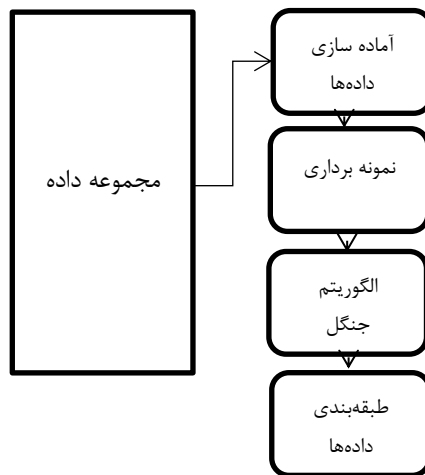 مجموعه داده
آماده سازی
داده‌ها
نمونه برداری
الگوریتم
جنگل
طبقه‌بندی
داده‌ها